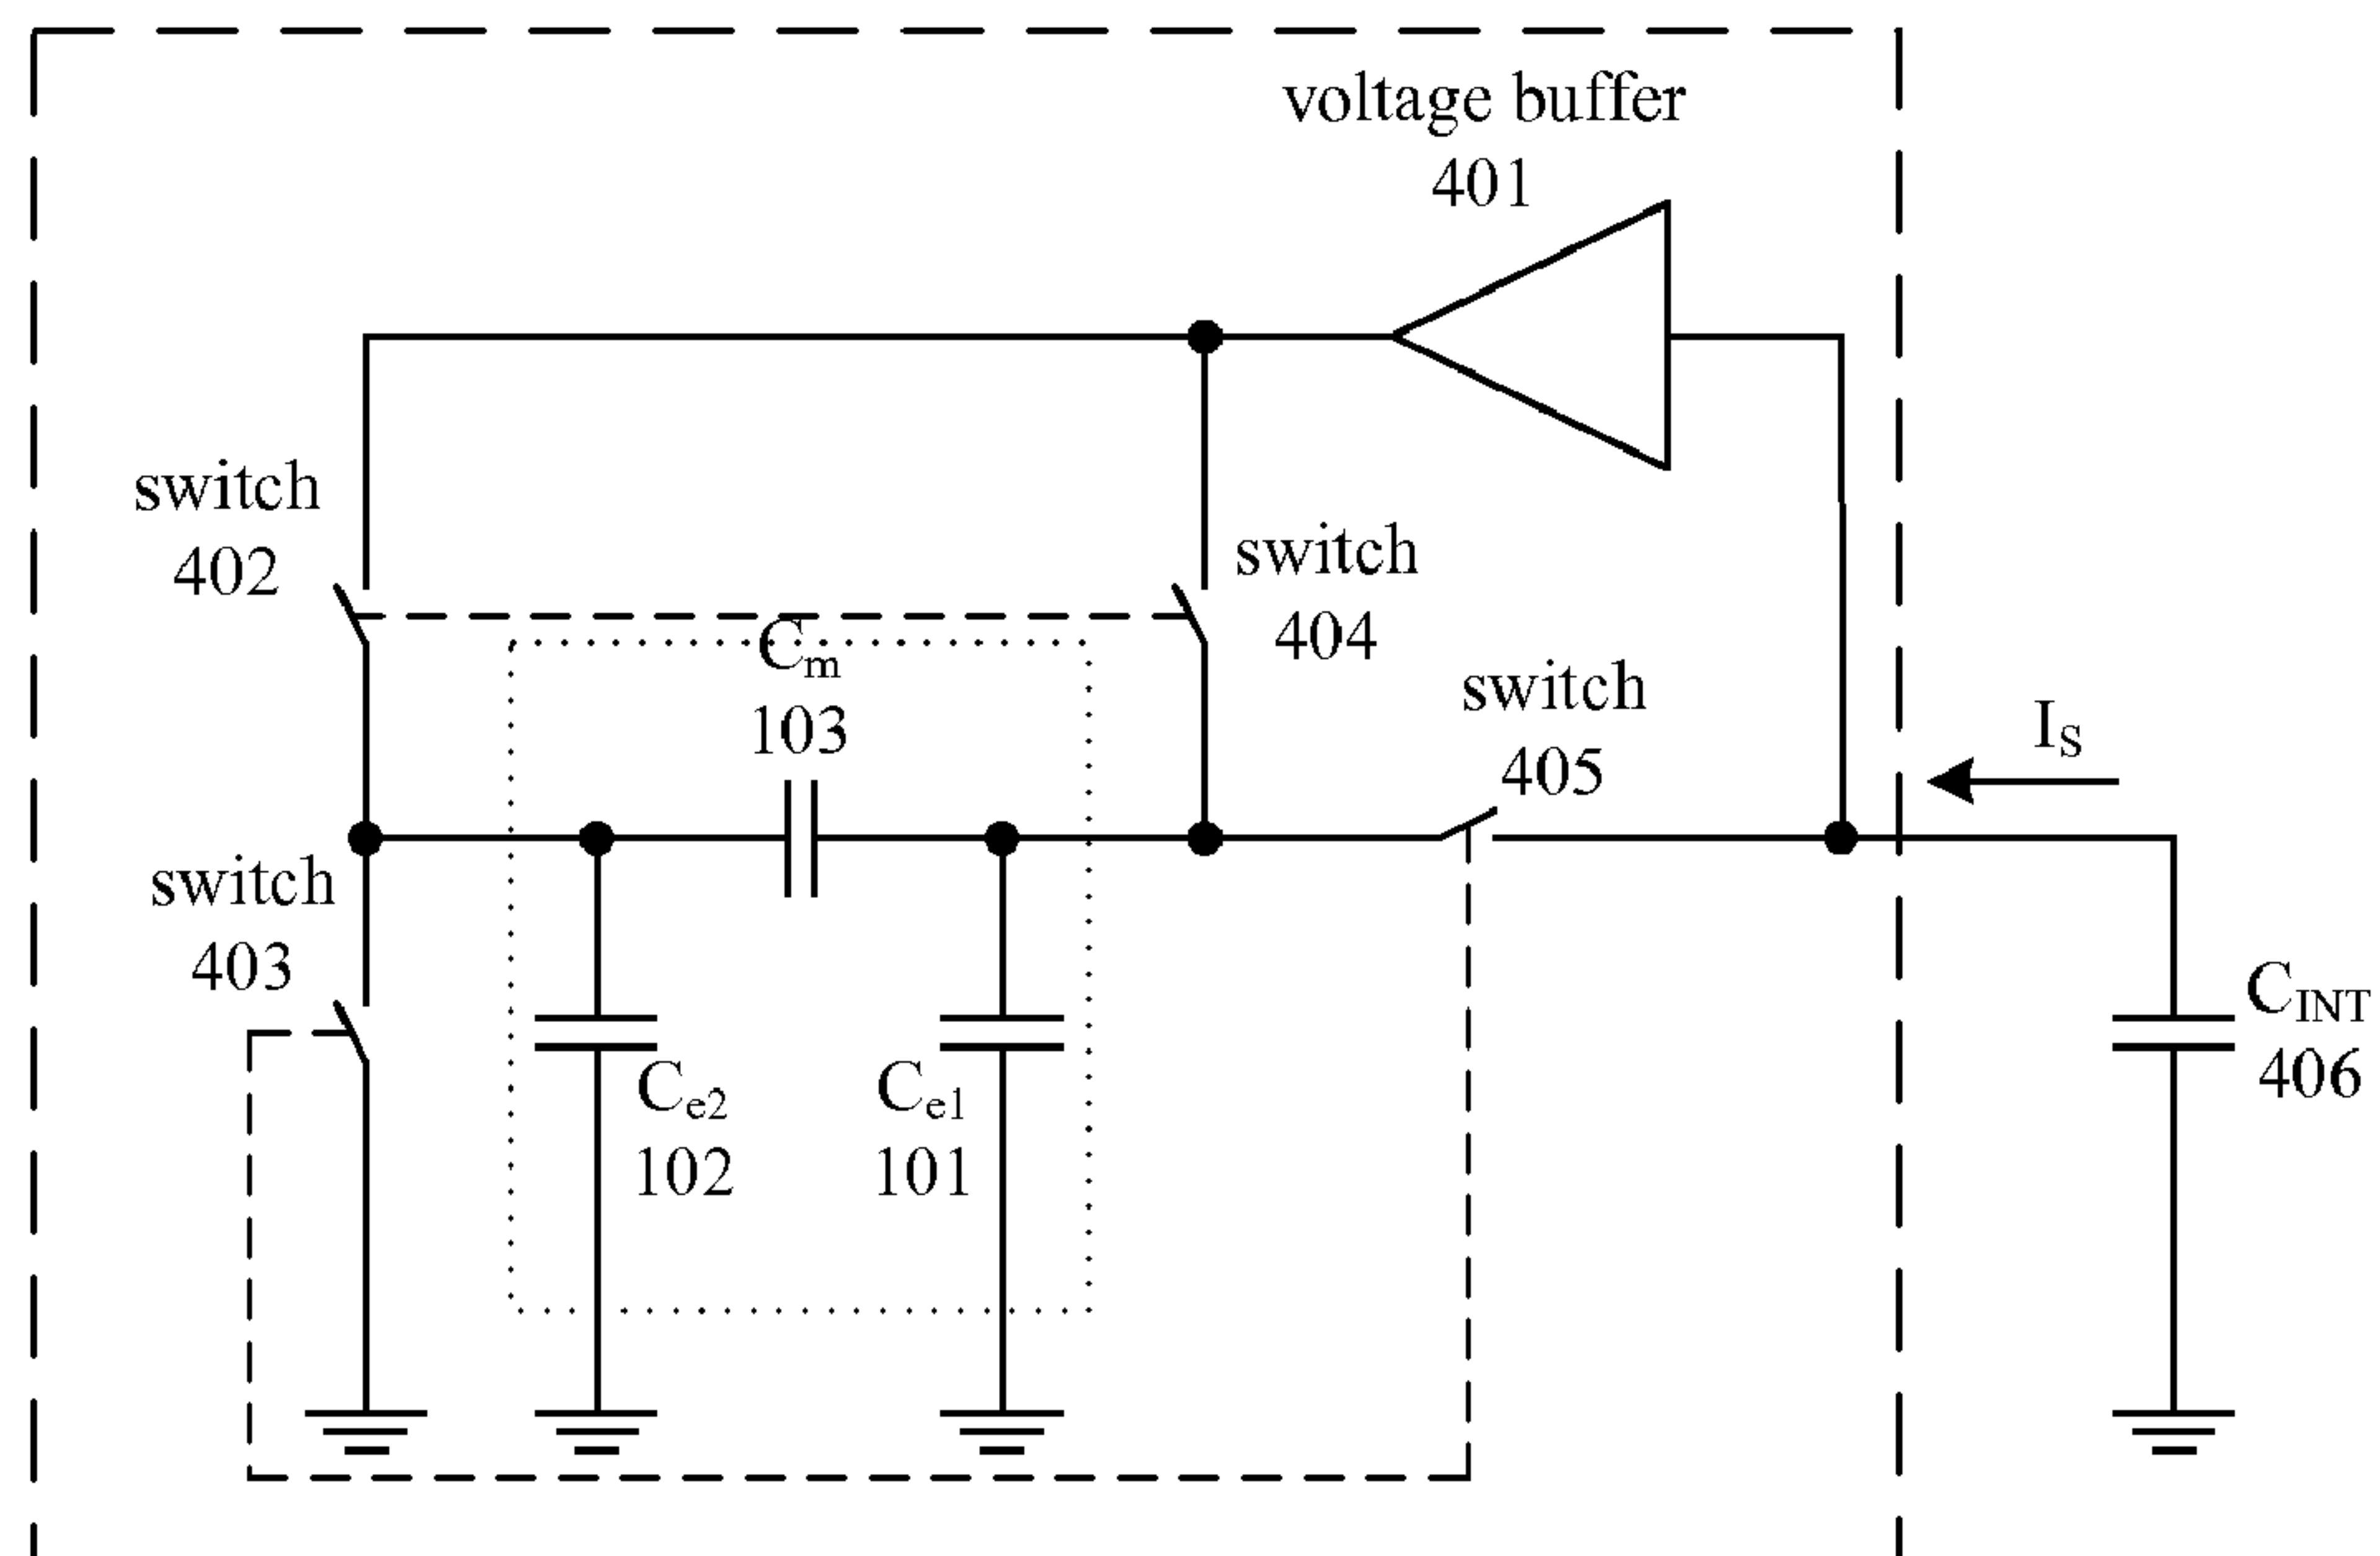 voltage buffer
401
switch
402
switch
404
Cm
103
switch
405
IS
switch
403
Ce2
102
Ce1
101
CINT
406